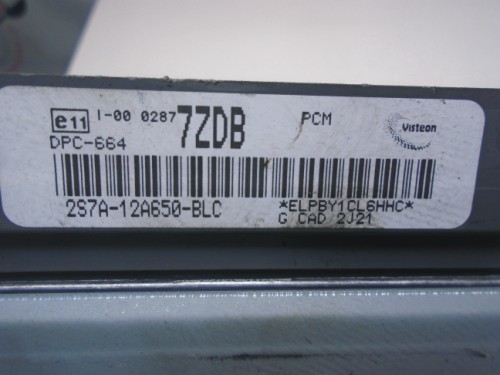 e11 I-00 0287 7ZDB PCM Visteon
DPC-664
2S7A-12A650-BLC *ELPBY1CL6HHC*
G CAD 2J21